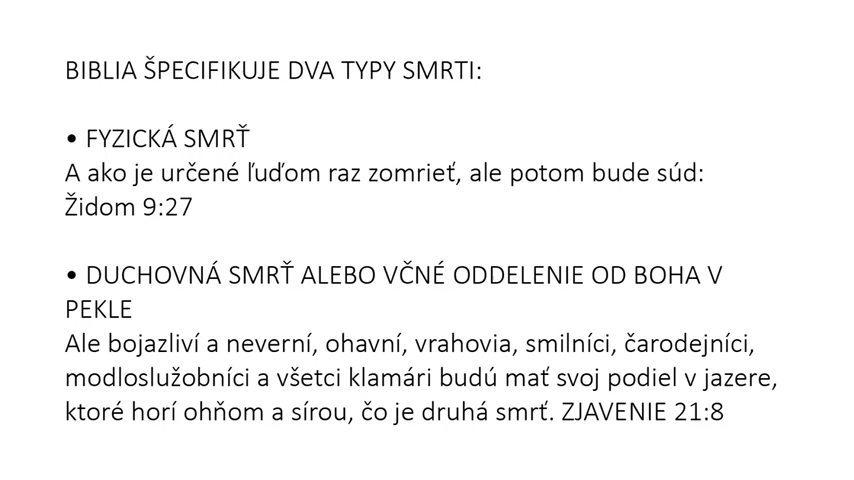 BIBLIA ŠPECIFIKUJE DVA TYPY SMRTI:
• FYZICKÁ SMRŤ
A ako je určené ľuďom raz zomrieť, ale potom bude súd:
Židom 9:27
• DUCHOVNÁ SMRŤ ALEBO VČNÉ ODDELENIE OD BOHA V
PEKLE
Ale bojazliví a neverní, ohavní, vrahovia, smilníci, čarodejníci,
modloslužobníci a všetci klamári budú mať svoj podiel v jazere,
ktoré horí ohňom a sírou, čo je druhá smrť. ZJAVENIE 21:8